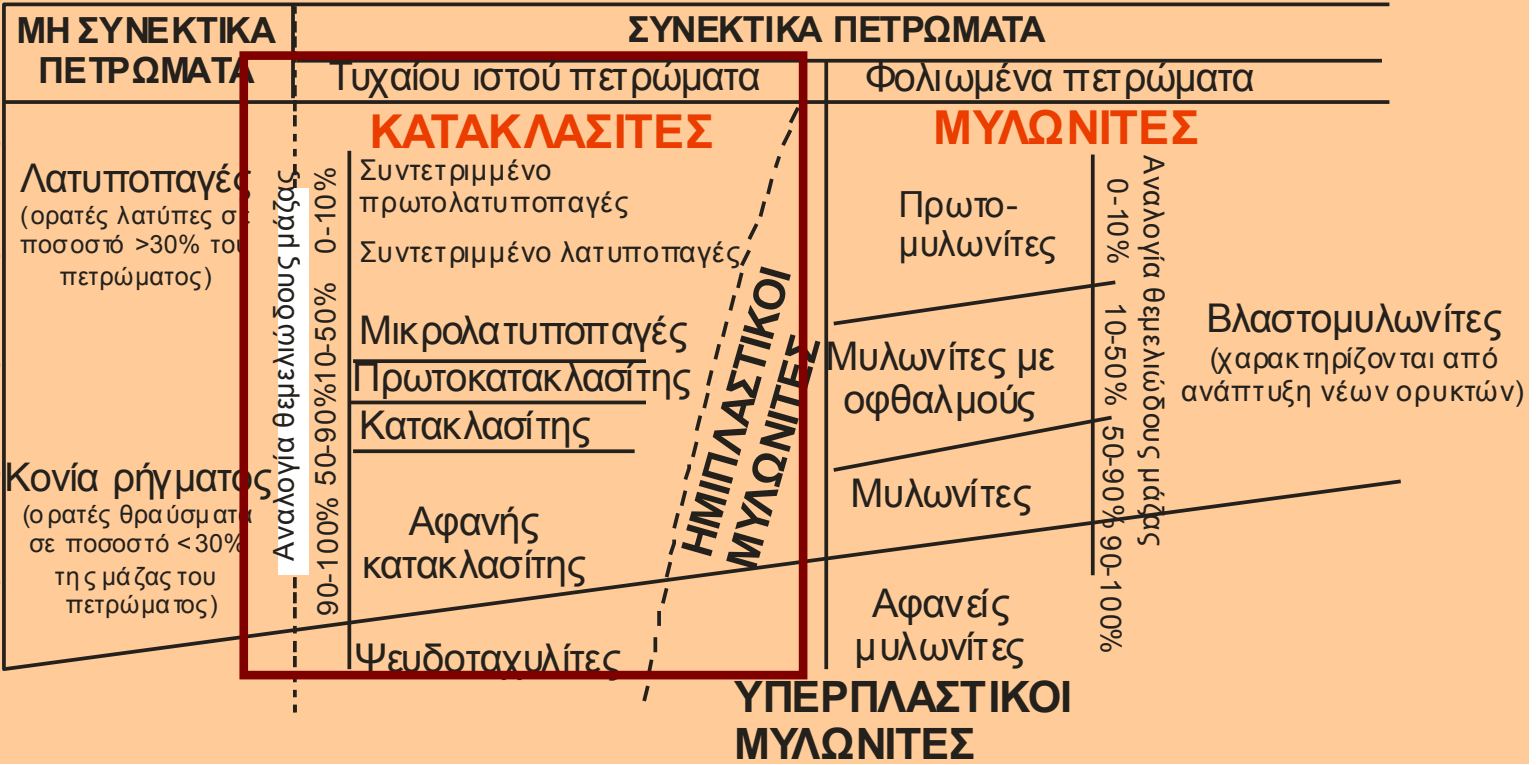 ΜΗ ΣΥΝΕΚΤΙΚΑ
ΠΕΤΡΩΜΑΤΑ
ΣΥΝΕΚΤΙΚΑ ΠΕΤΡΩΜΑΤΑ
Τυχαίου ιστού πετρώματα
Φολιωμένα πετρώματα
Λατυποπαγές
(ορατές λατύπες σε
ποσοστό >30% του
πετρώματος)
Κονία ρήγματος
(ορατές θραύσματα
σε ποσοστό <30%
της μάζας του
πετρώματος)
Αναλογία θεμελιώδους μάζας
0-10%
10-50%
50-90%
90-100%
ΚΑΤΑΚΛΑΣΙΤΕΣ
Συντετριμμένο
πρωτολατυποπαγές
Συντετριμμένο λατυποπαγές
Μικρολατυποπαγές
Πρωτοκατακλασίτης
Κατακλασίτης
Αφανής
κατακλασίτης
Ψευδοταχυλίτες
ΗΜΙΠΛΑΣΤΙΚΟΙ
ΜΥΛΩΝΙΤΕΣ
ΜΥΛΩΝΙΤΕΣ
Πρωτο-
μυλωνίτες
Μυλωνίτες με
οφθαλμούς
Μυλωνίτες
Αφανείς
μυλωνίτες
0-10%
10-50%
50-90%
90-100%
Αναλογία θεμελιώδους μάζας
Βλαστομυλωνίτες
(χαρακτηρίζονται από
ανάπτυξη νέων ορυκτών)
ΥΠΕΡΠΛΑΣΤΙΚΟΙ
ΜΥΛΩΝΙΤΕΣ